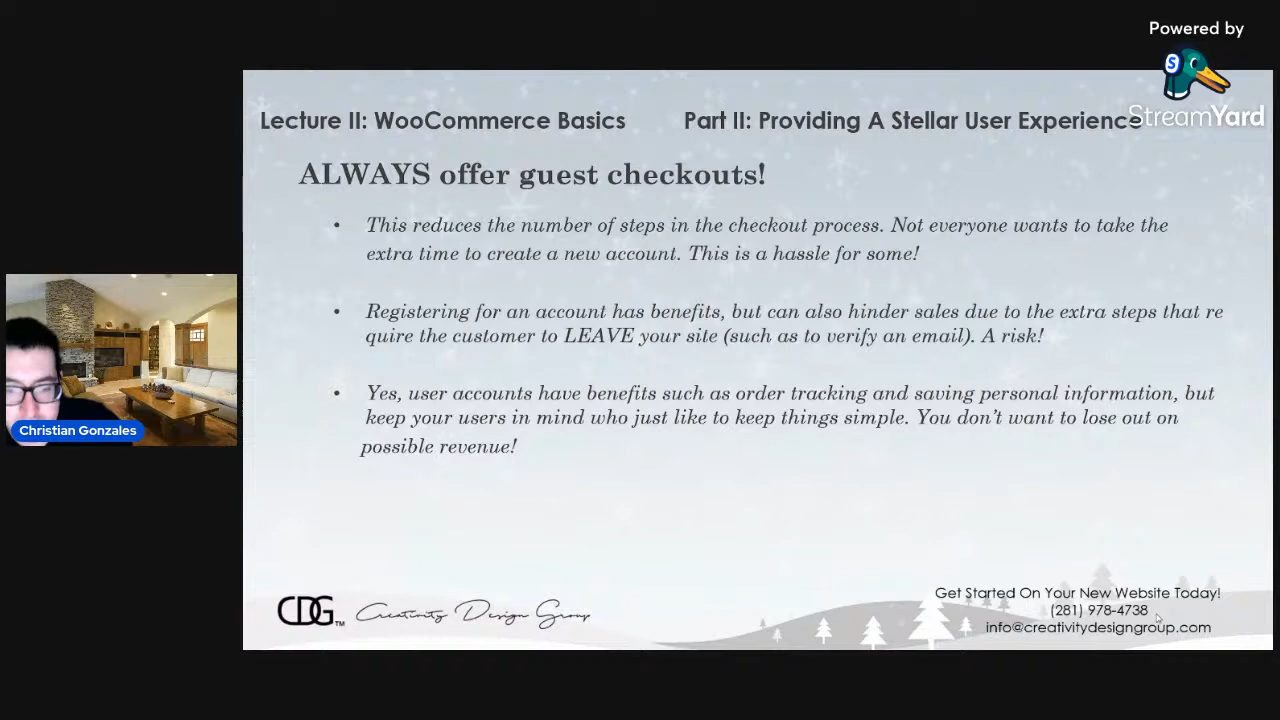 Powered by
StreamYard
Lecture II: WooCommerce Basics Part II: Providing A Stellar User Experience
ALWAYS offer guest checkouts!
• This reduces the number of steps in the checkout process. Not everyone wants to take the
extra time to create a new account. This is a hassle for some!
• Registering for an account has benefits, but can also hinder sales due to the extra steps that re
quire the customer to LEAVE your site (such as to verify an email). A risk!
• Yes, user accounts have benefits such as order tracking and saving personal information, but
keep your users in mind who just like to keep things simple. You don't want to lose out on
possible revenue!
Christian Gonzales
CDG™ Creativity Design Group
Get Started On Your New Website Today!
(281) 978-4738
info@creativitydesigngroup.com